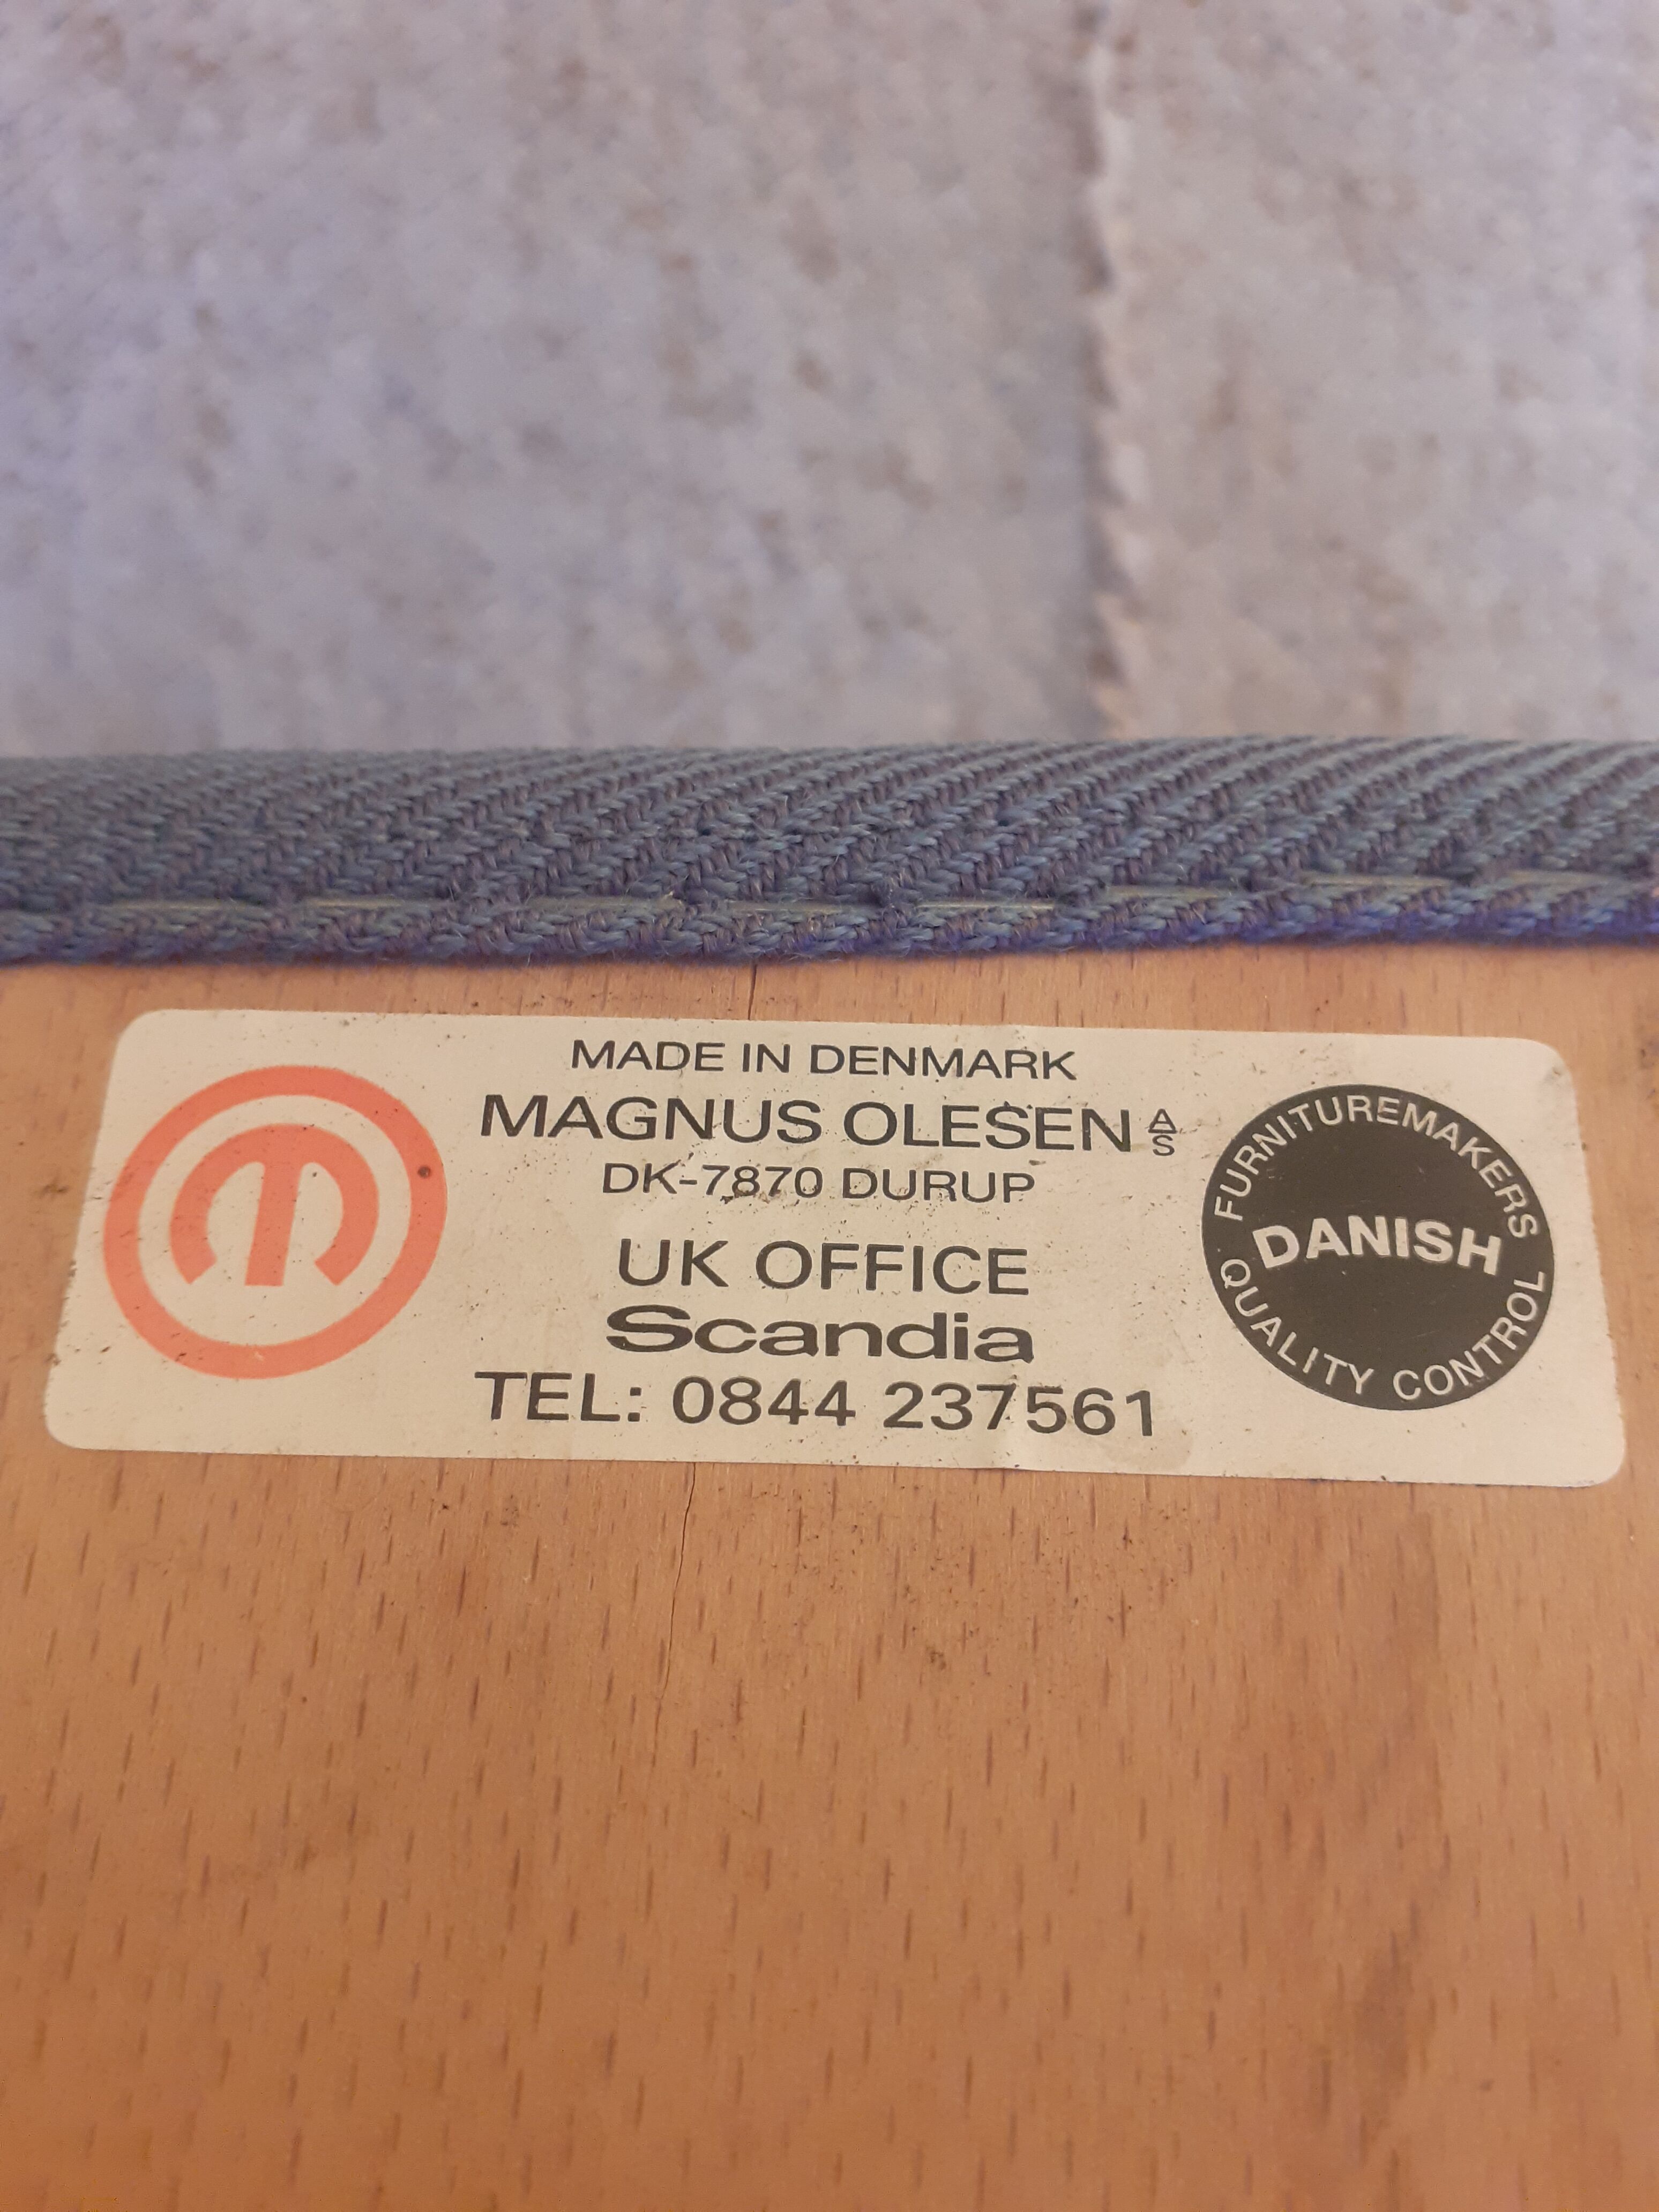 MADE IN DENMARK
MAGNUS OLESEN A/S
DK-7870 DURUP
UK OFFICE
Scandia
TEL: 0844 237561
FURNITUREMAKERS
DANISH
QUALITY CONTROL